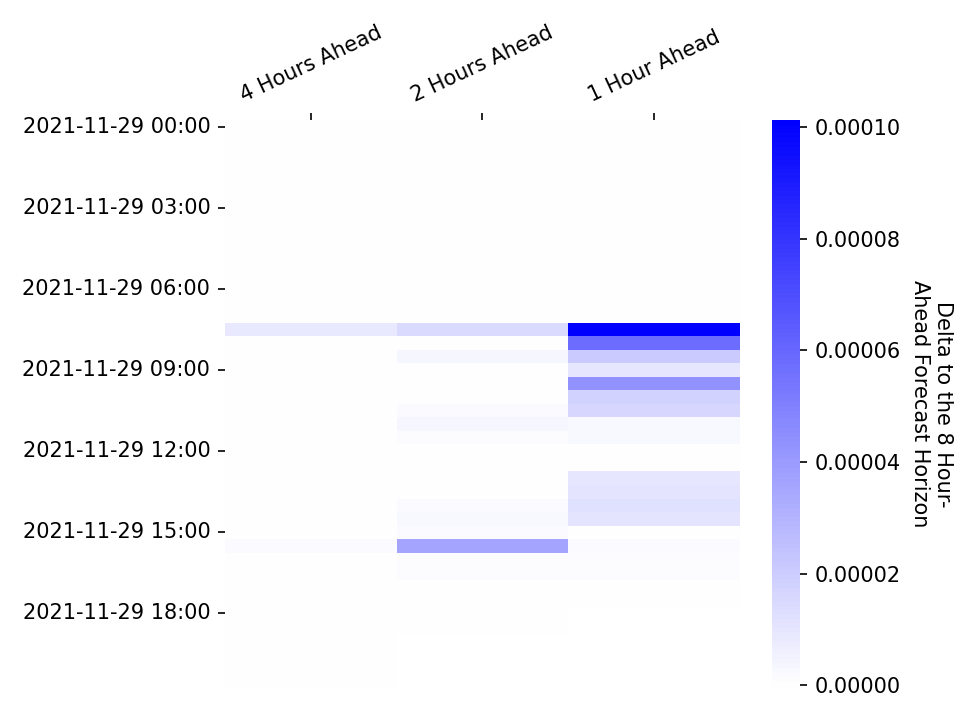 4 Hours Ahead
2 Hours Ahead
1 Hour Ahead
2021-11-29 00:00
2021-11-29 03:00
2021-11-29 06:00
2021-11-29 09:00
2021-11-29 12:00
2021-11-29 15:00
2021-11-29 18:00
0.00010
0.00008
0.00006
0.00004
0.00002
0.00000
Delta to the 8 Hour-
Ahead Forecast Horizon